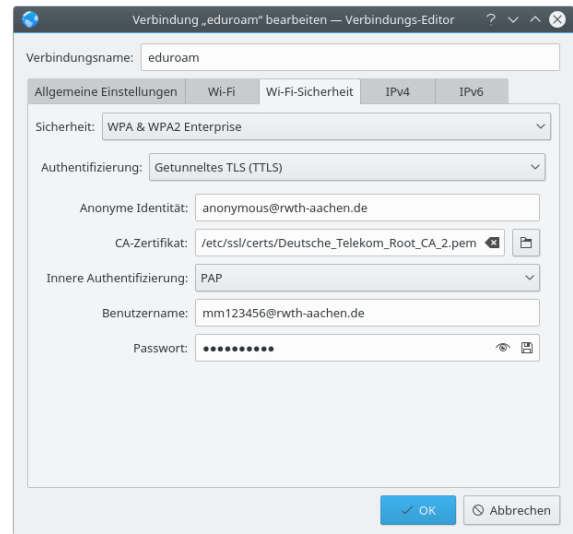 Verbindung „eduroam“ bearbeiten — Verbindungs-Editor
Verbindungsname: eduroam
Allgemeine Einstellungen Wi-Fi Wi-Fi-Sicherheit IPv4 IPv6
Sicherheit: WPA & WPA2 Enterprise
Authentifizierung: Getunneltes TLS (TTLS)
Anonyme Identität: anonymous@rwth-aachen.de
CA-Zertifikat: /etc/ssl/certs/Deutsche_Telekom_Root_CA_2.pem
Innere Authentifizierung: PAP
Benutzername: mm123456@rwth-aachen.de
Passwort: ●●●●●●●●●●
OK Abbrechen